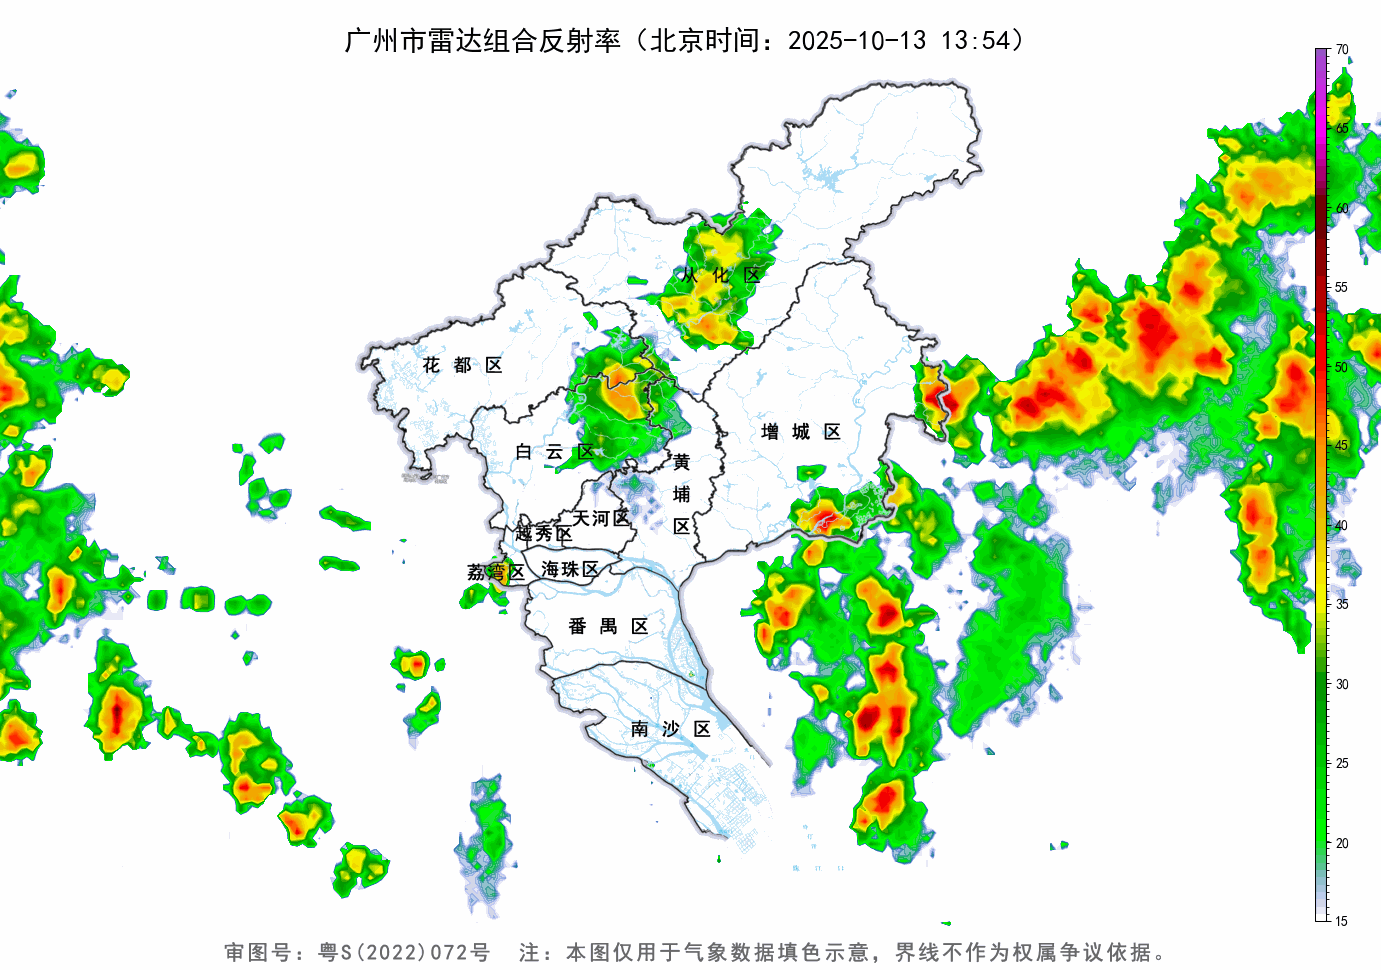 广州市雷达组合反射率（北京时间：2025-10-13 13:54）
70
65
60
55
50
45
40
35
30
25
20
15
从化区
花都区
增城区
白云区
黄埔区
天河区
越秀区
荔湾区
海珠区
番禺区
南沙区
审图号：粤S(2022)072号 注：本图仅用于气象数据填色示意，界线不作为权属争议依据。